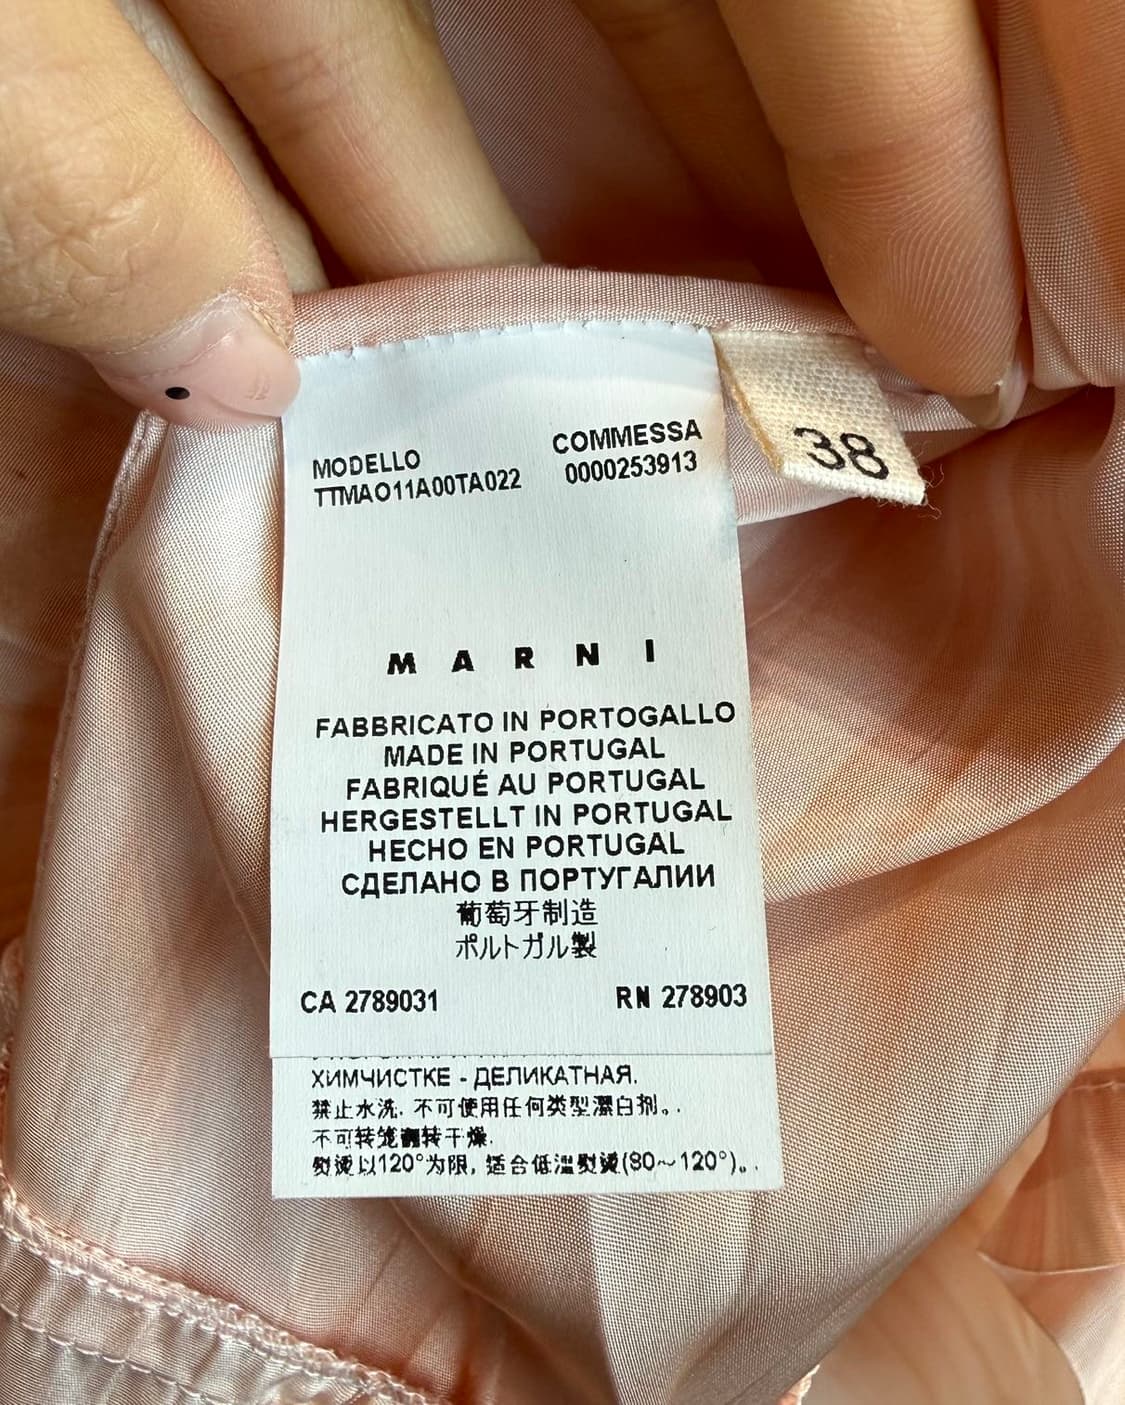 MODELLO
TTMAO11A00TA022
COMMESSA
0000253913
38
M A R N I
FABBRICATO IN PORTOGALLO
MADE IN PORTUGAL
FABRIQUÉ AU PORTUGAL
HERGESTELLT IN PORTUGAL
HECHO EN PORTUGAL
СДЕЛАНО В ПОРТУГАЛИИ
葡萄牙制造
ポルトガル製
CA 2789031
RN 278903
ХИМЧИСТКЕ - ДЕЛИКАТНАЯ.
禁止水洗. 不可使用任何类型漂白剂。.
不可转笼翻转干燥.
熨烫以120°为限, 适合低温熨烫(80～120°)。.